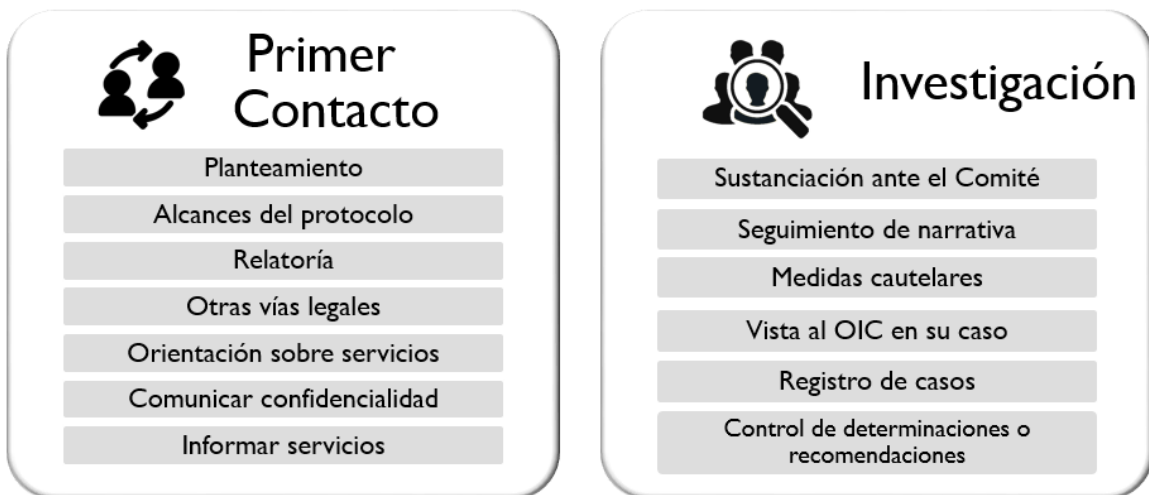 Primer
Contacto
Planteamiento
Alcances del protocolo
Relatoría
Otras vías legales
Orientación sobre servicios
Comunicar confidencialidad
Informar servicios
Investigación
Sustanciación ante el Comité
Seguimiento de narrativa
Medidas cautelares
Vista al OIC en su caso
Registro de casos
Control de determinaciones o
recomendaciones